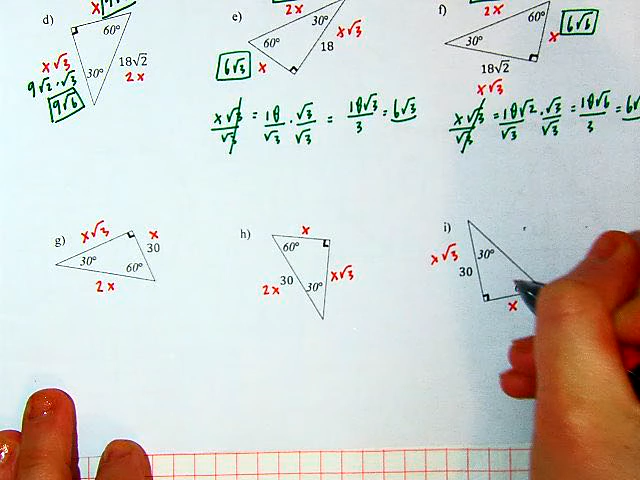 d)
x
60°
30°
18√2
2x
x√3
9√2 · √3
9√6
e)
2x
30°
60°
x√3
18
x
6√3
x√3/√3 = 18/√3 · √3/√3 = 18√3/3 = 6√3
f)
2x
60°
30°
x
6√6
18√2
x√3
x√3/√3 = 18√2/√3 · √3/√3 = 18√6/3 =
g)
x√3
x
30
30°
60°
2x
h)
x
60°
30
2x
30°
x√3
i)
x√3
30°
30
x